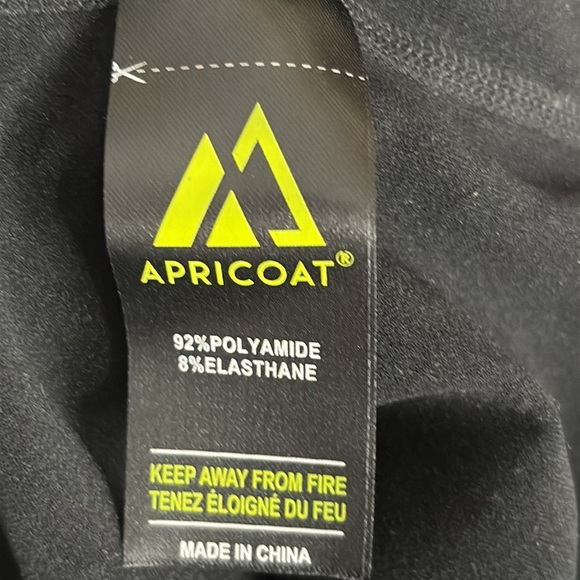 APRICOAT®
92%POLYAMIDE
8%ELASTHANE
KEEP AWAY FROM FIRE
TENEZ ÉLOIGNÉ DU FEU
MADE IN CHINA